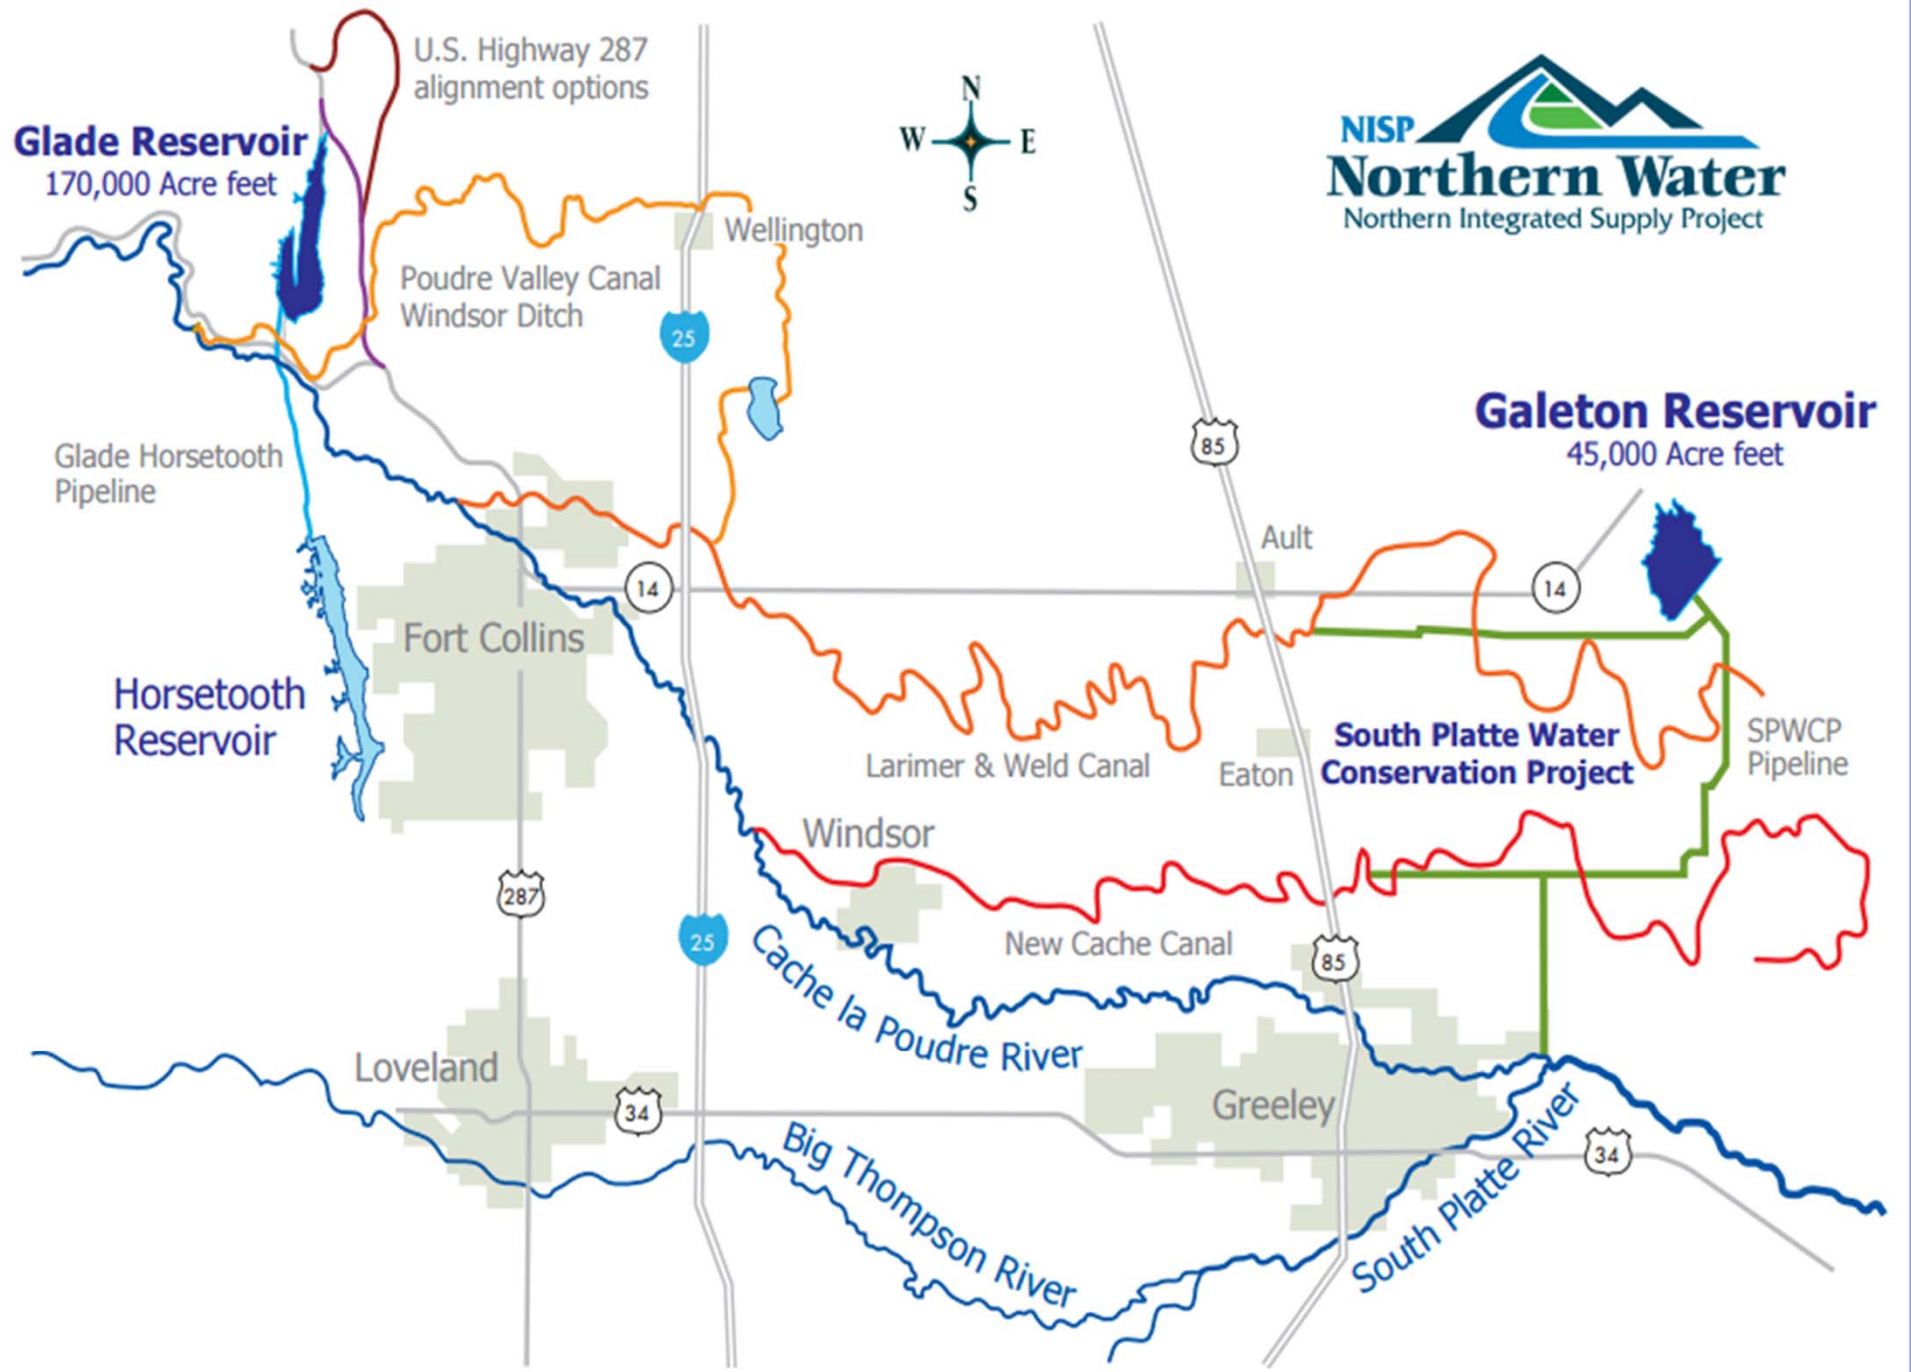 U.S. Highway 287
alignment options
Glade Reservoir
170,000 Acre feet
N
W
E
S
NISP
Northern Water
Northern Integrated Supply Project
Wellington
Poudre Valley Canal
Windsor Ditch
25
Galeton Reservoir
45,000 Acre feet
85
Glade Horsetooth
Pipeline
Ault
14
14
Fort Collins
Horsetooth
Reservoir
South Platte Water
Conservation Project
SPWCP
Pipeline
Larimer & Weld Canal
Eaton
Windsor
287
25
New Cache Canal
85
Cache la Poudre River
Loveland
34
Greeley
Big Thompson River
South Platte River
34